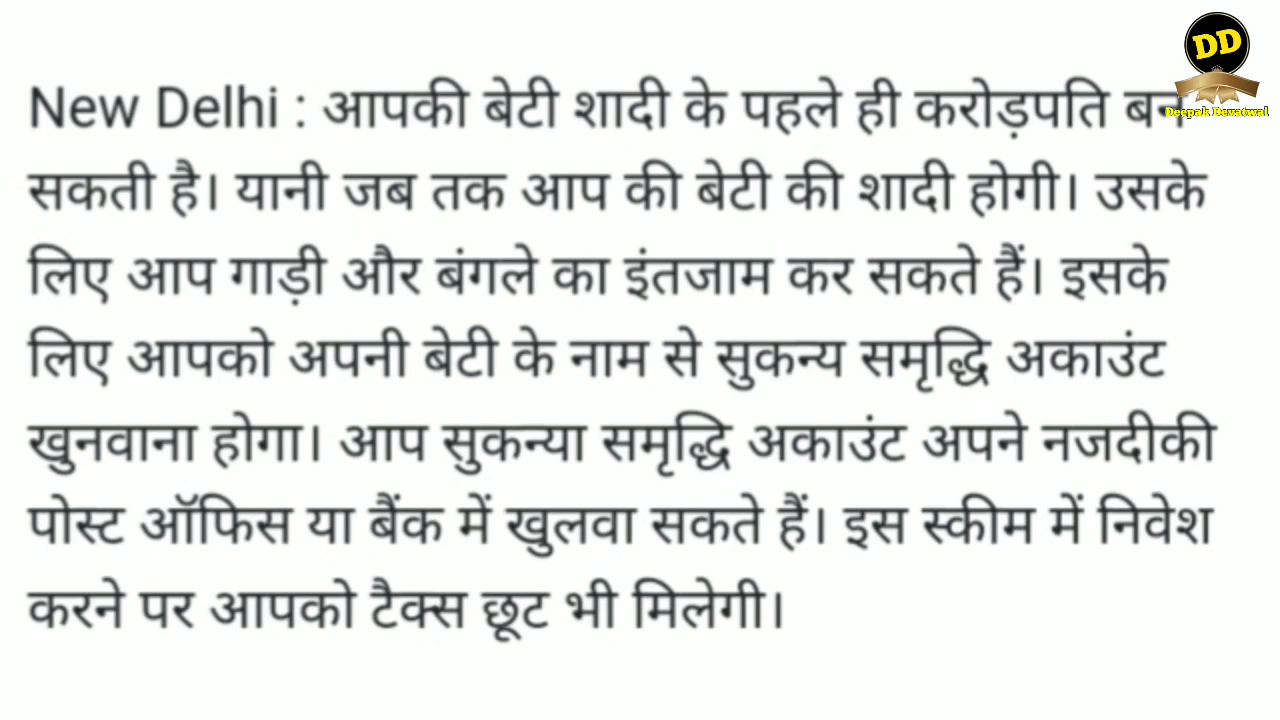 DD
Deepak Devatwal
New Delhi : आपकी बेटी शादी के पहले ही करोड़पति बन
सकती है। यानी जब तक आप की बेटी की शादी होगी। उसके
लिए आप गाड़ी और बंगले का इंतजाम कर सकते हैं। इसके
लिए आपको अपनी बेटी के नाम से सुकन्य समृद्धि अकाउंट
खुनवाना होगा। आप सुकन्या समृद्धि अकाउंट अपने नजदीकी
पोस्ट ऑफिस या बैंक में खुलवा सकते हैं। इस स्कीम में निवेश
करने पर आपको टैक्स छूट भी मिलेगी।